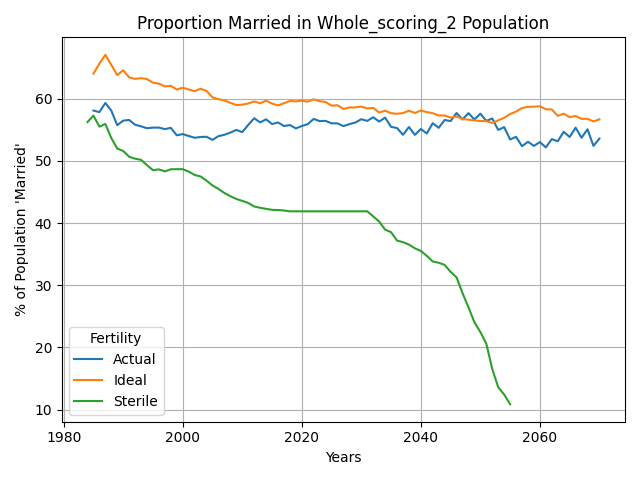 Proportion Married in Whole_scoring_2 Population
% of Population 'Married'
60
50
40
30
20
10
Fertility
Actual
Ideal
Sterile
1980 2000 2020 2040 2060
Years